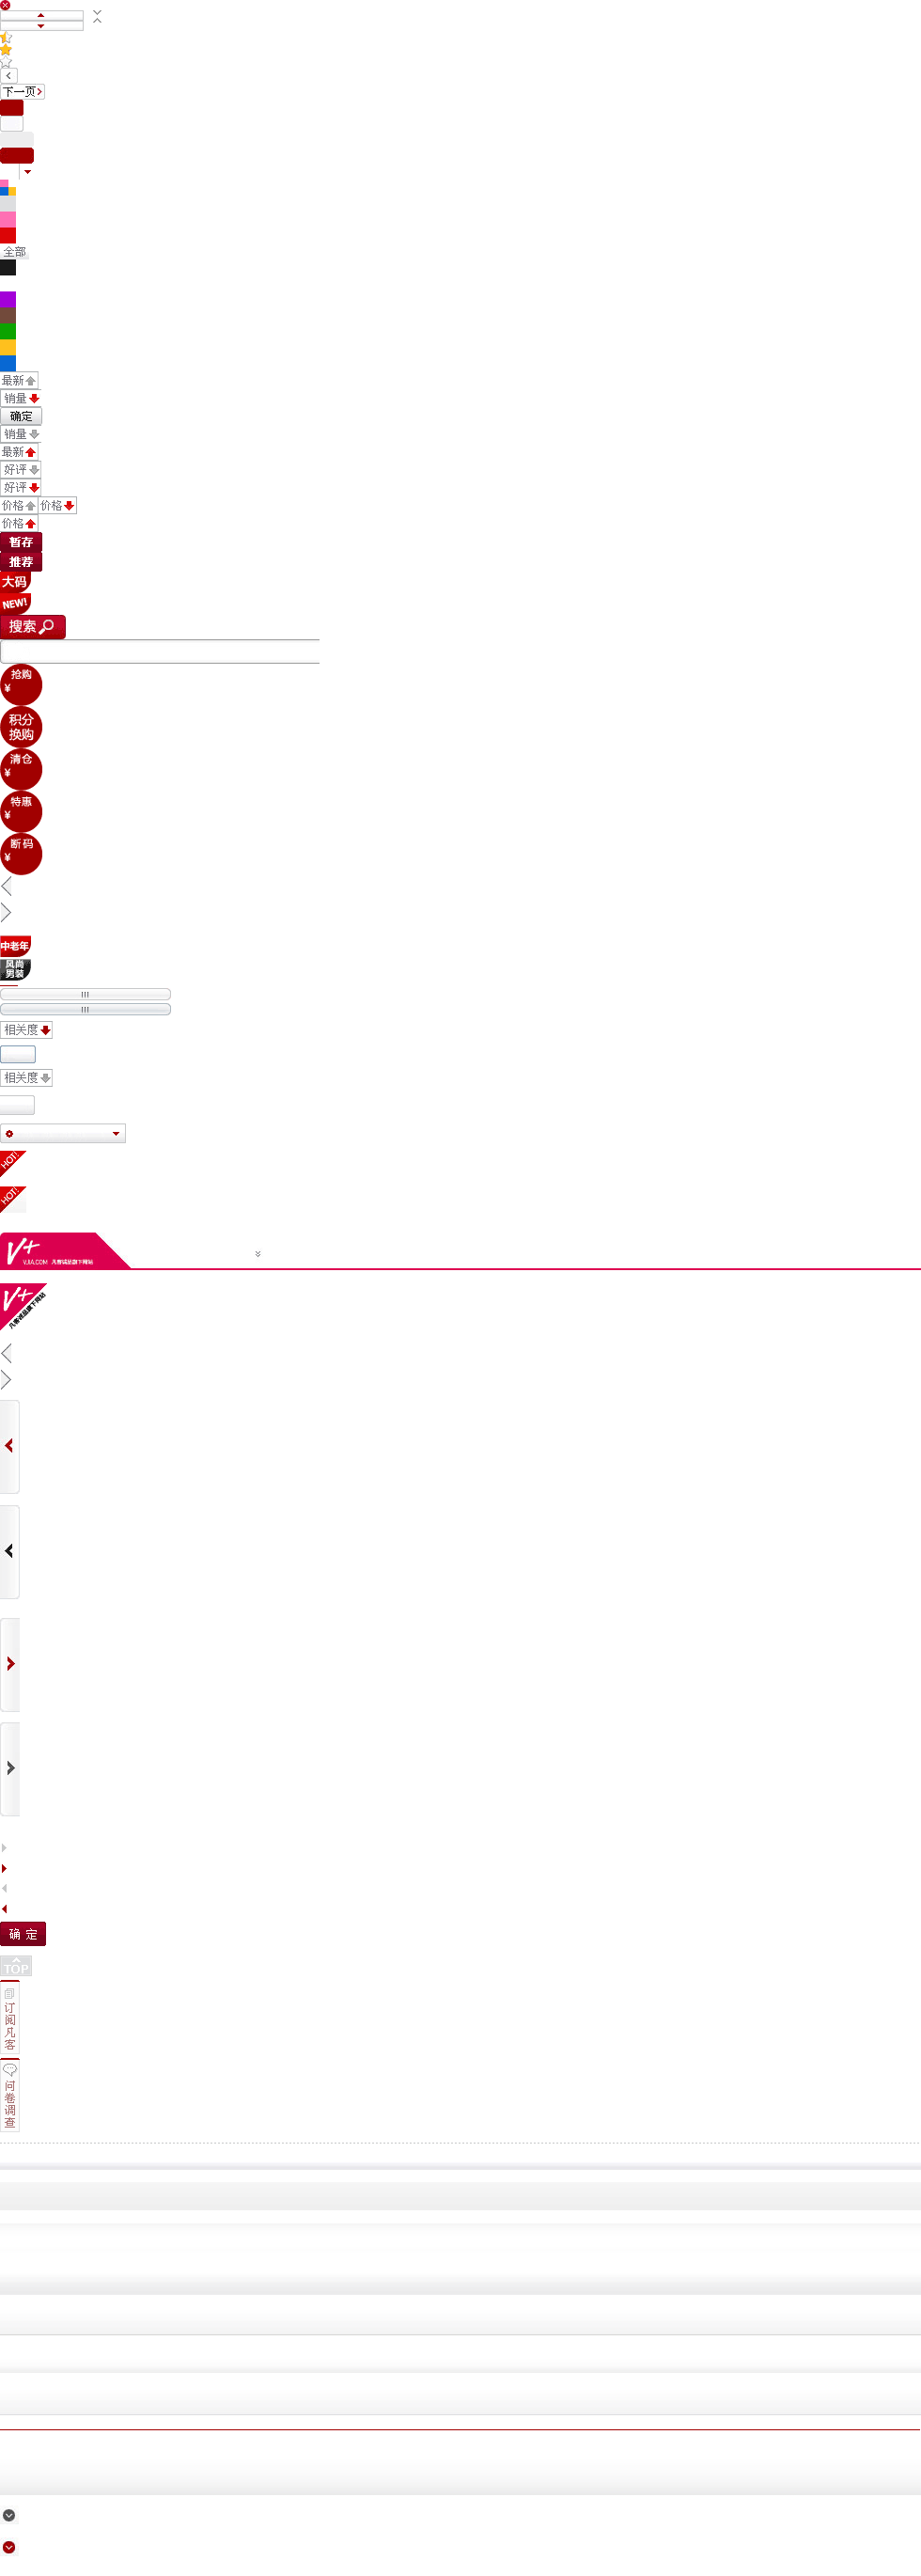 下一页
全部
最新
销量
确定
销量
最新
好评
好评
价格 价格
价格
暂存
推荐
大码
NEW!
搜索
抢购
¥
积分
换购
清仓
¥
特惠
¥
断码
¥
中老年
风尚
男装
相关度
相关度
HOT!
HOT!
V+
VJIA.COM 凡客诚品旗下网站
V+
凡客诚品旗下网站
确 定
TOP
订阅凡客
问卷调查